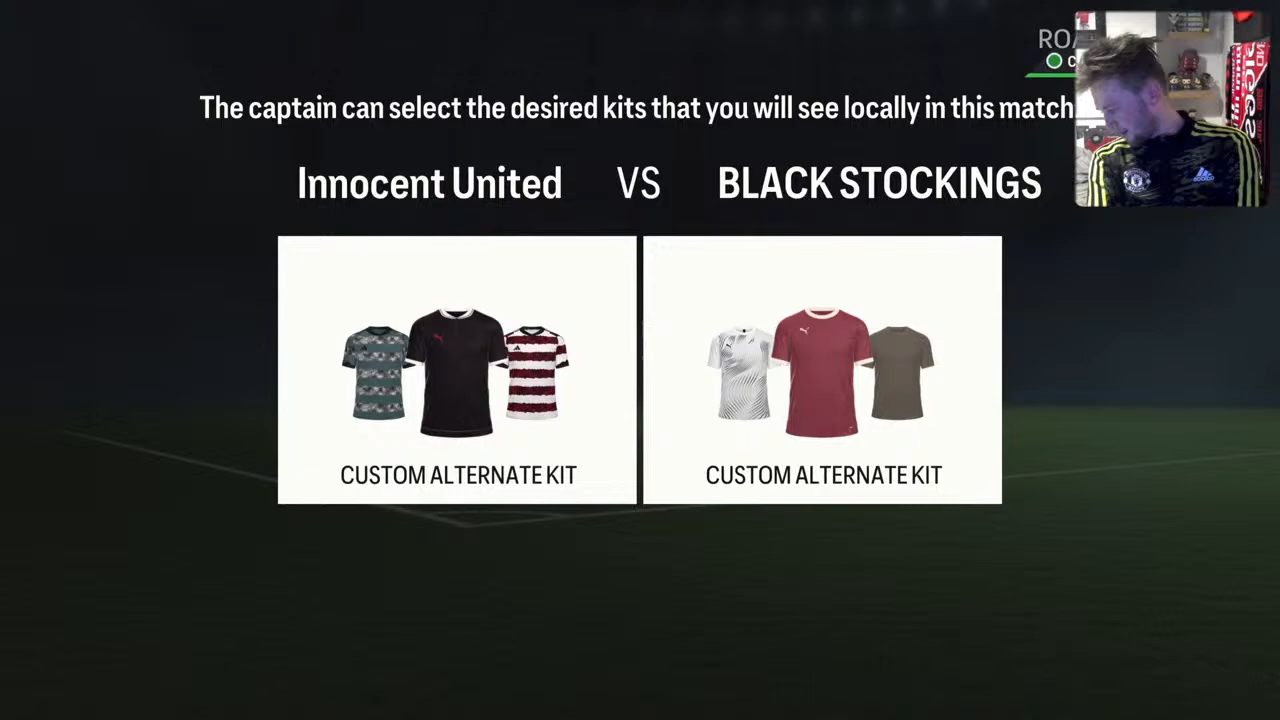 The captain can select the desired kits that you will see locally in this match
Innocent United VS BLACK STOCKINGS
CUSTOM ALTERNATE KIT
CUSTOM ALTERNATE KIT